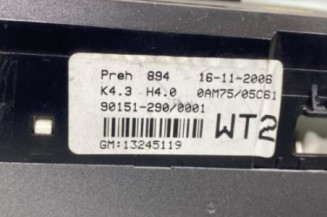 Preh 894 16-11-2006
K4.3 H4.0 0AM75/05C61
90151-290/0001
WT2
GM:13245119